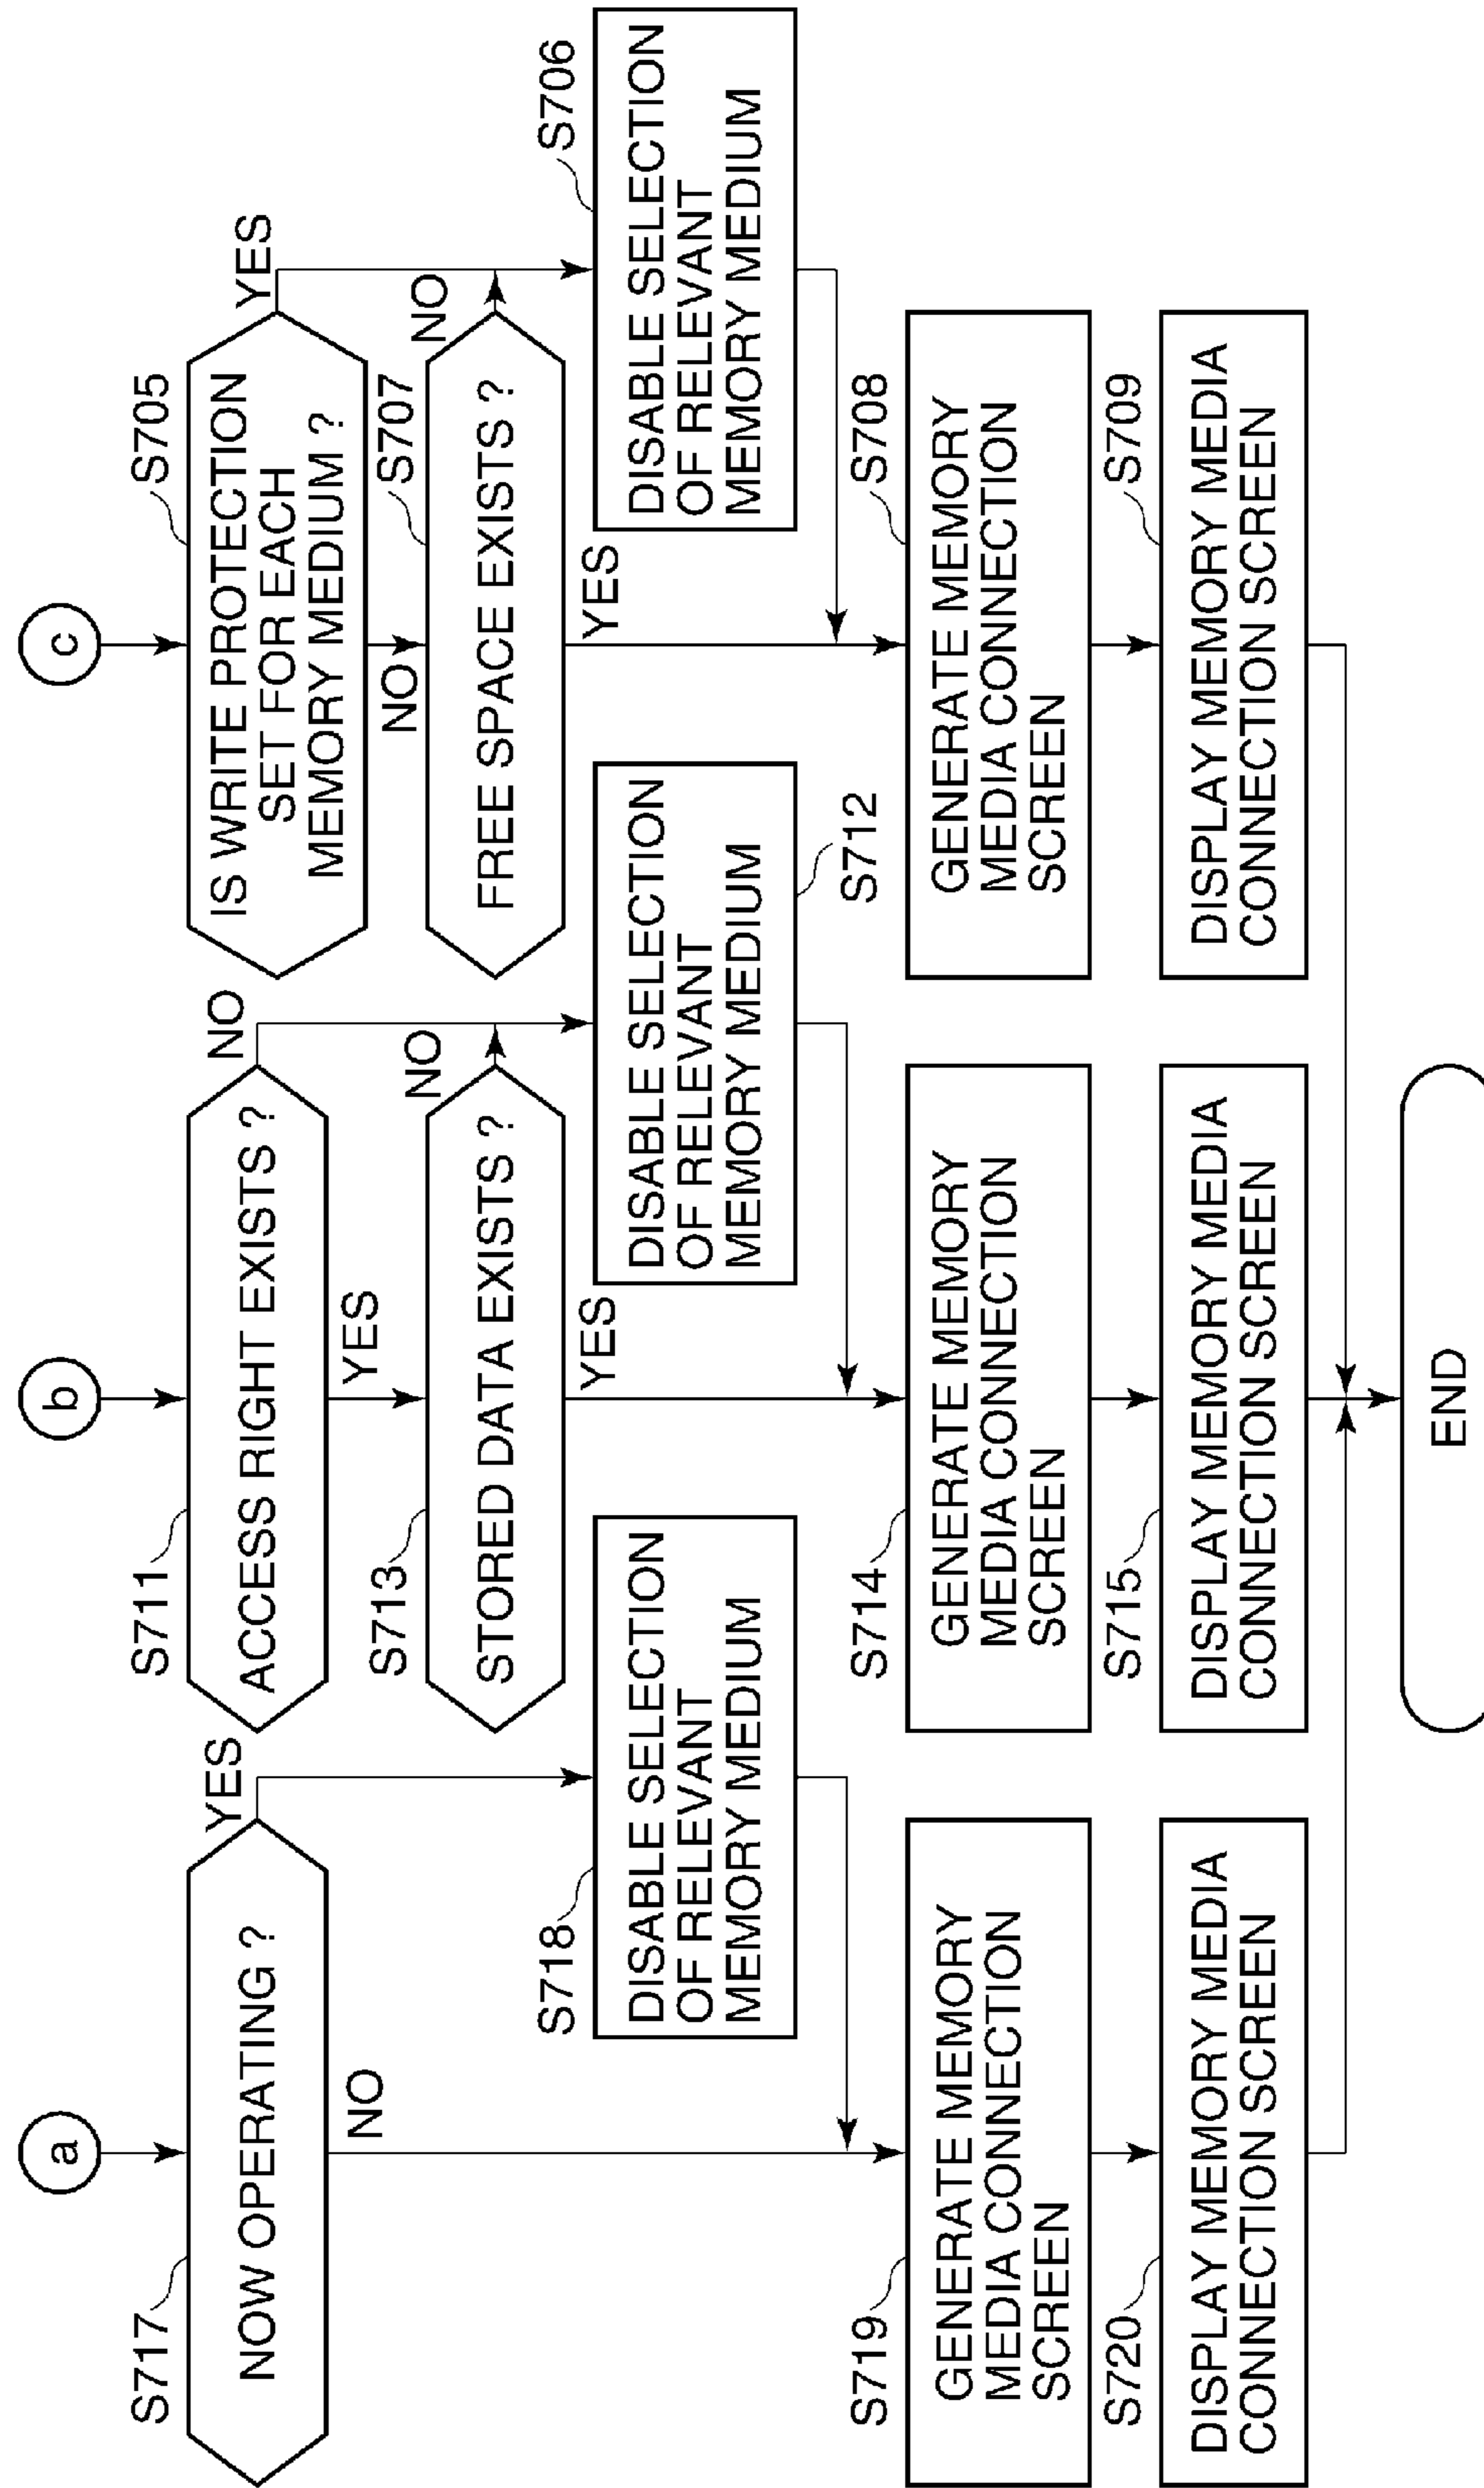 a
S717
NOW OPERATING ?
YES
NO
S718
DISABLE SELECTION
OF RELEVANT
MEMORY MEDIUM
S719
GENERATE MEMORY
MEDIA CONNECTION
SCREEN
S720
DISPLAY MEMORY MEDIA
CONNECTION SCREEN
b
S711
ACCESS RIGHT EXISTS ?
NO
YES
S713
STORED DATA EXISTS ?
NO
YES
DISABLE SELECTION
OF RELEVANT
MEMORY MEDIUM
S712
S714
GENERATE MEMORY
MEDIA CONNECTION
SCREEN
S715
DISPLAY MEMORY MEDIA
CONNECTION SCREEN
END
c
S705
IS WRITE PROTECTION
SET FOR EACH
MEMORY MEDIUM ?
YES
NO
S707
FREE SPACE EXISTS ?
NO
YES
S706
DISABLE SELECTION
OF RELEVANT
MEMORY MEDIUM
S708
GENERATE MEMORY
MEDIA CONNECTION
SCREEN
S709
DISPLAY MEMORY MEDIA
CONNECTION SCREEN